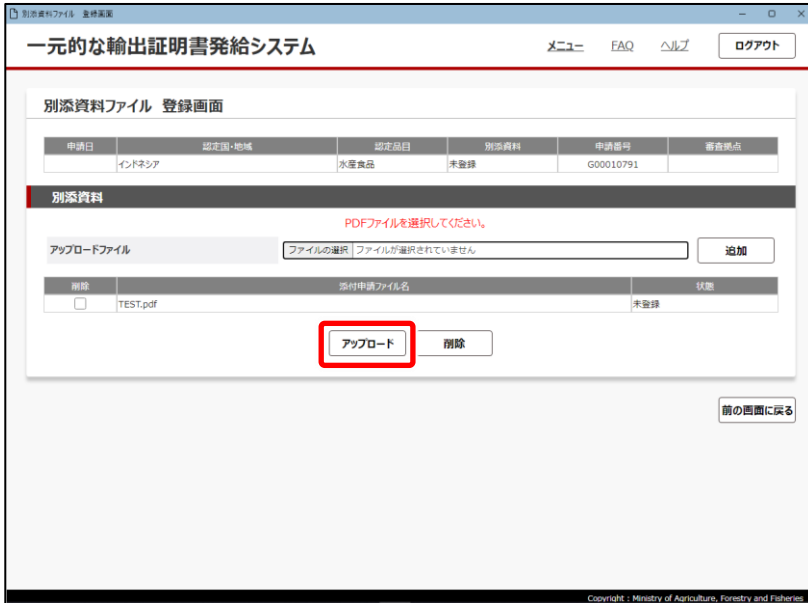 別添資料ファイル 登録画面
一元的な輸出証明書発給システム メニュー FAQ ヘルプ ログアウト
別添資料ファイル 登録画面
申請日 認定国・地域 認定品目 別添資料 申請番号 審査拠点
インドネシア 水産食品 未登録 G00010791
別添資料
PDFファイルを選択してください。
アップロードファイル ファイルの選択 ファイルが選択されていません 追加
削除 添付申請ファイル名 状態
TEST.pdf 未登録
アップロード 削除
前の画面に戻る
Copyright : Ministry of Agriculture, Forestry and Fisheries